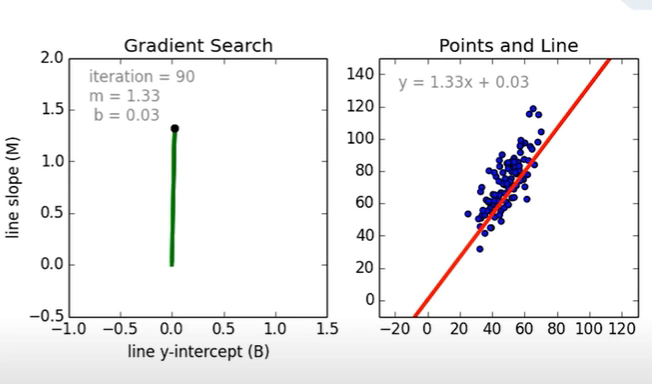 Gradient Search
iteration = 90
m = 1.33
b = 0.03
2.0
1.5
1.0
0.5
0.0
−0.5
−1.0 −0.5 0.0 0.5 1.0 1.5
line slope (M)
line y-intercept (B)
Points and Line
y = 1.33x + 0.03
140
120
100
80
60
40
20
0
−20 0 20 40 60 80 100 120